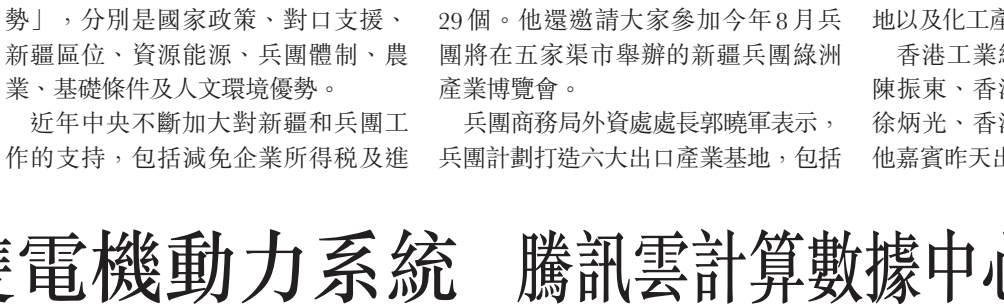 勢」，分別是國家政策、對口支援、
新疆區位、資源能源、兵團體制、農
業、基礎條件及人文環境優勢。
近年中央不斷加大對新疆和兵團工
作的支持，包括減免企業所得税及進
29個。他還邀請大家參加今年8月兵
團將在五家渠市舉辦的新疆兵團綠洲
產業博覽會。
兵團商務局外資處處長郭曉軍表示，
兵團計劃打造六大出口產業基地，包括
地以及化工產
香港工業總
陳振東、香港
徐炳光、香港
他嘉賓昨天出
電機動力系統
騰訊雲計算數據中心